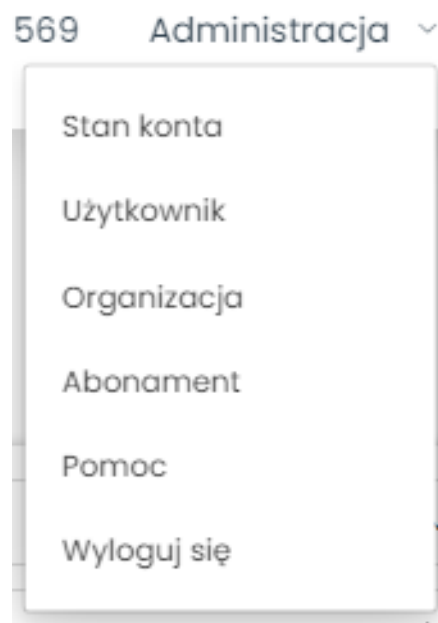 569 Administracja
Stan konta
Użytkownik
Organizacja
Abonament
Pomoc
Wyloguj się